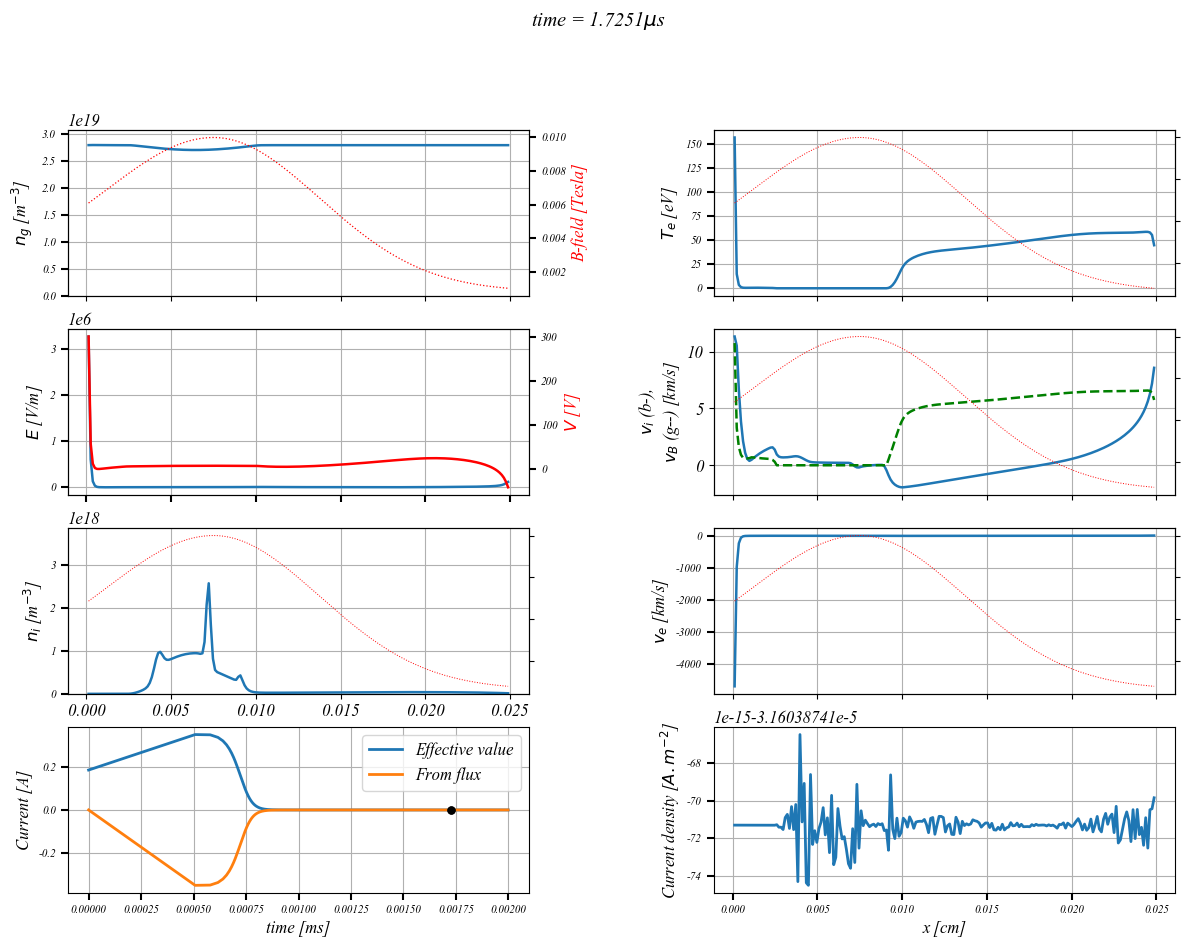 time = 1.7251μs
1e19
3.0
2.5
2.0
1.5
1.0
0.5
0.0
n_g [m⁻³]
0.010
0.008
0.006
0.004
0.002
B-field [Tesla]
150
125
100
75
50
25
0
T_e [eV]
1e6
3
2
1
0
E [V/m]
300
200
100
0
V [V]
10
5
0
v_i (b-),
v_B (g--) [km/s]
1e18
3
2
1
0
n_i [m⁻³]
0.000 0.005 0.010 0.015 0.020 0.025
0
-1000
-2000
-3000
-4000
v_e [km/s]
0.2
0.0
-0.2
Current [A]
Effective value
From flux
0.00000 0.00025 0.00050 0.00075 0.00100 0.00125 0.00150 0.00175 0.00200
time [ms]
1e-15-3.16038741e-5
-68
-70
-72
-74
Current density [A.m⁻²]
0.000 0.005 0.010 0.015 0.020 0.025
x [cm]